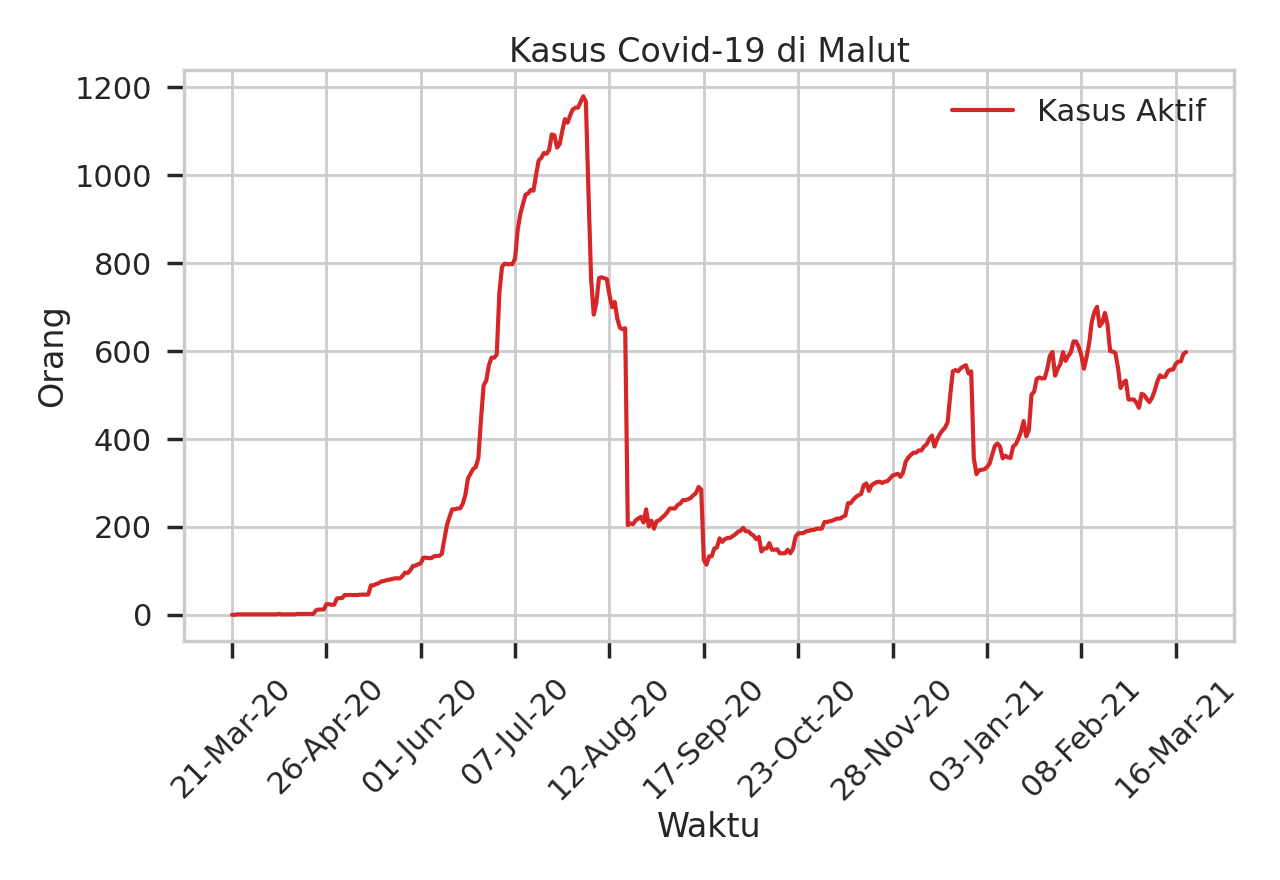 Kasus Covid-19 di Malut
Kasus Aktif
1200
1000
800
600
400
200
0
Orang
21-Mar-20
26-Apr-20
01-Jun-20
07-Jul-20
12-Aug-20
17-Sep-20
23-Oct-20
28-Nov-20
03-Jan-21
08-Feb-21
16-Mar-21
Waktu